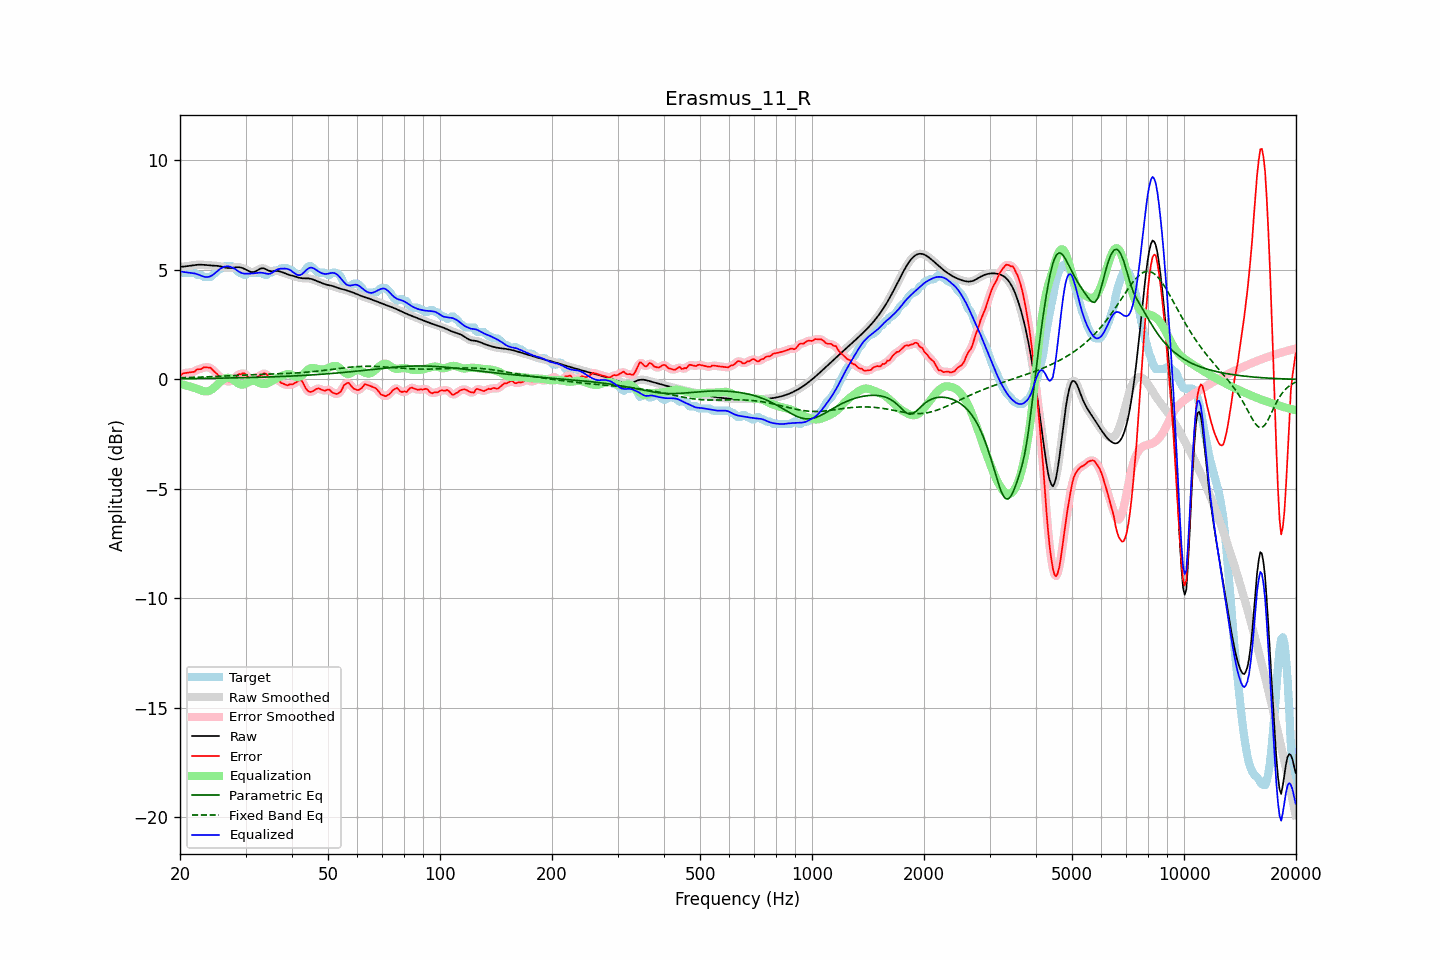 Erasmus_11_R
Amplitude (dBr)
10
5
0
−5
−10
−15
−20
Target
Raw Smoothed
Error Smoothed
Raw
Error
Equalization
Parametric Eq
Fixed Band Eq
Equalized
20 50 100 200 500 1000 2000 5000 10000 20000
Frequency (Hz)